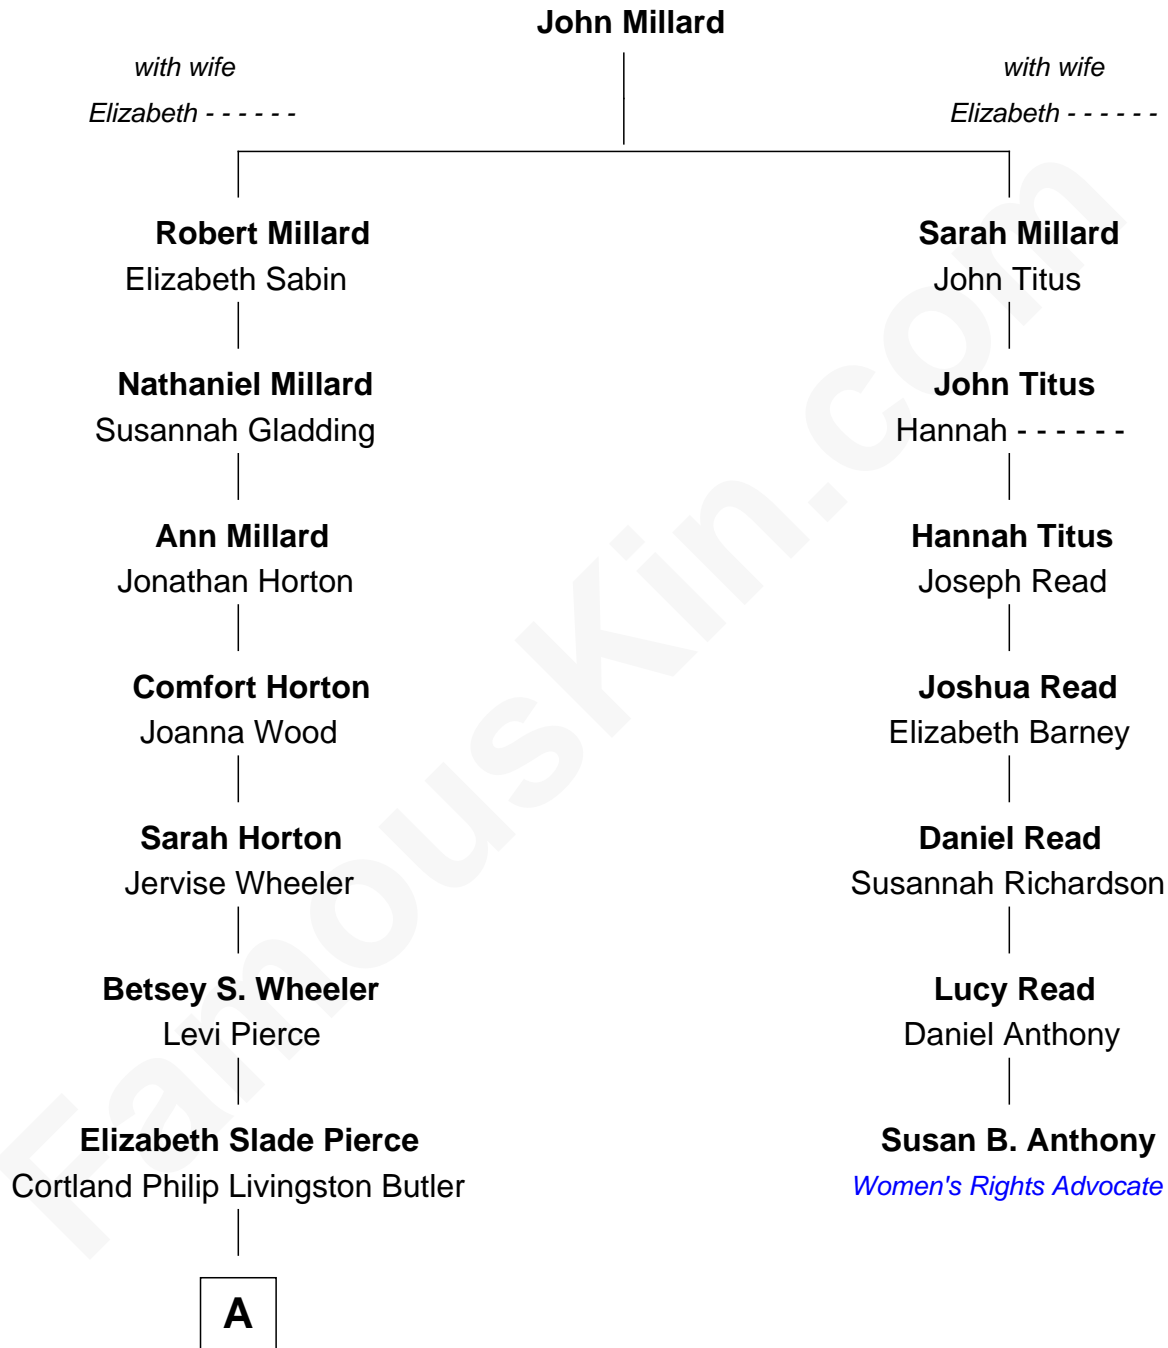 John Millard
with wife
Elizabeth - - - - - -
with wife
Elizabeth - - - - - -
Robert Millard
Elizabeth Sabin
Sarah Millard
John Titus
Nathaniel Millard
Susannah Gladding
John Titus
Hannah - - - - - -
Ann Millard
Jonathan Horton
Hannah Titus
Joseph Read
Comfort Horton
Joanna Wood
Joshua Read
Elizabeth Barney
Sarah Horton
Jervise Wheeler
Daniel Read
Susannah Richardson
Betsey S. Wheeler
Levi Pierce
Lucy Read
Daniel Anthony
Elizabeth Slade Pierce
Cortland Philip Livingston Butler
Susan B. Anthony
Women's Rights Advocate
A
FamousKin.com